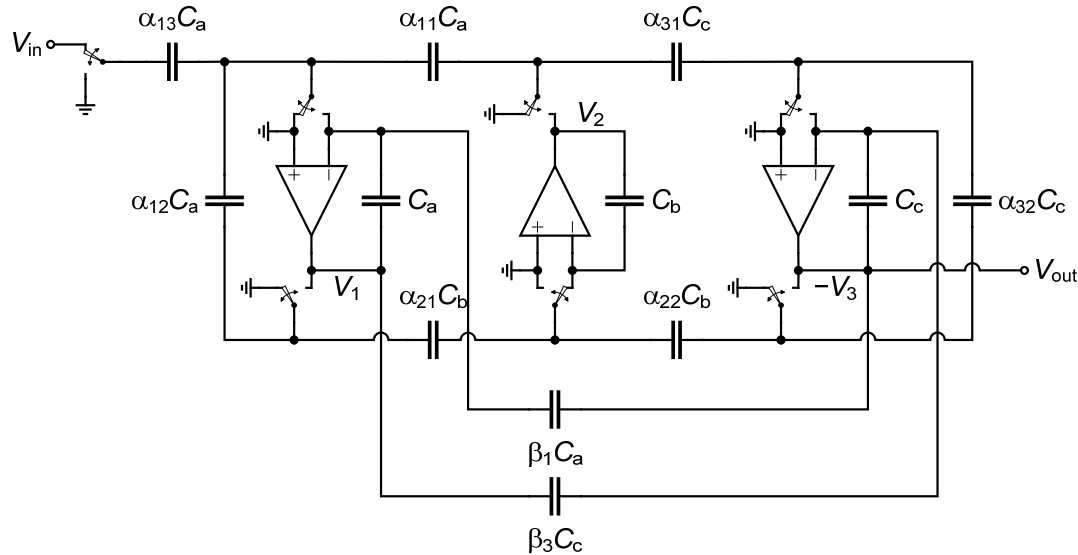 α13Ca
α11Ca
α31Cc
Vin
V2
+ −
+ −
α12Ca
Ca
Cb
Cc
α32Cc
+ −
V1
−V3
Vout
α21Cb
α22Cb
β1Ca
β3Cc